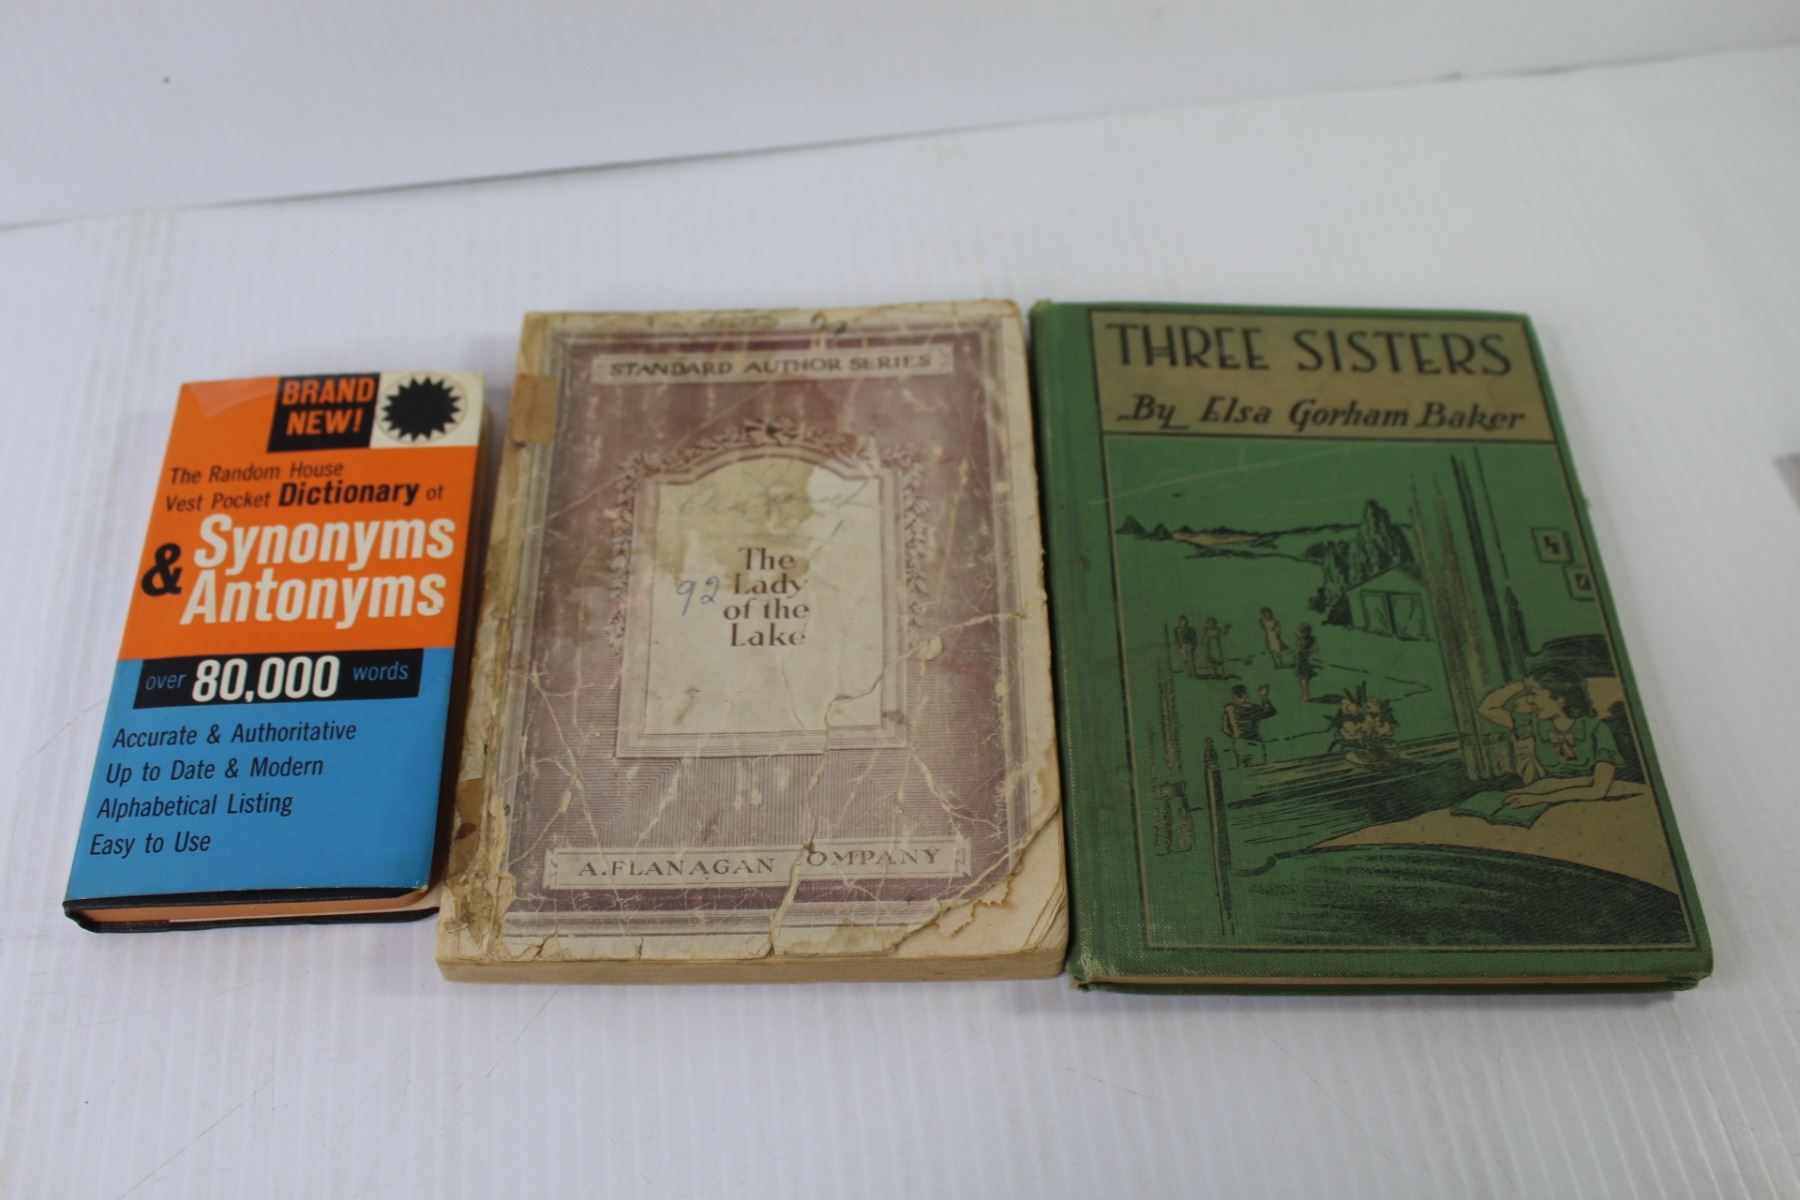 BRAND
NEW!
The Random House
Vest Pocket Dictionary of
Synonyms
& Antonyms
over 80,000 words
Accurate & Authoritative
Up to Date & Modern
Alphabetical Listing
Easy to Use
STANDARD AUTHOR SERIES
The
92 Lady
of the
Lake
A. FLANAGAN OMPANY
THREE SISTERS
By Elsa Gorham Baker